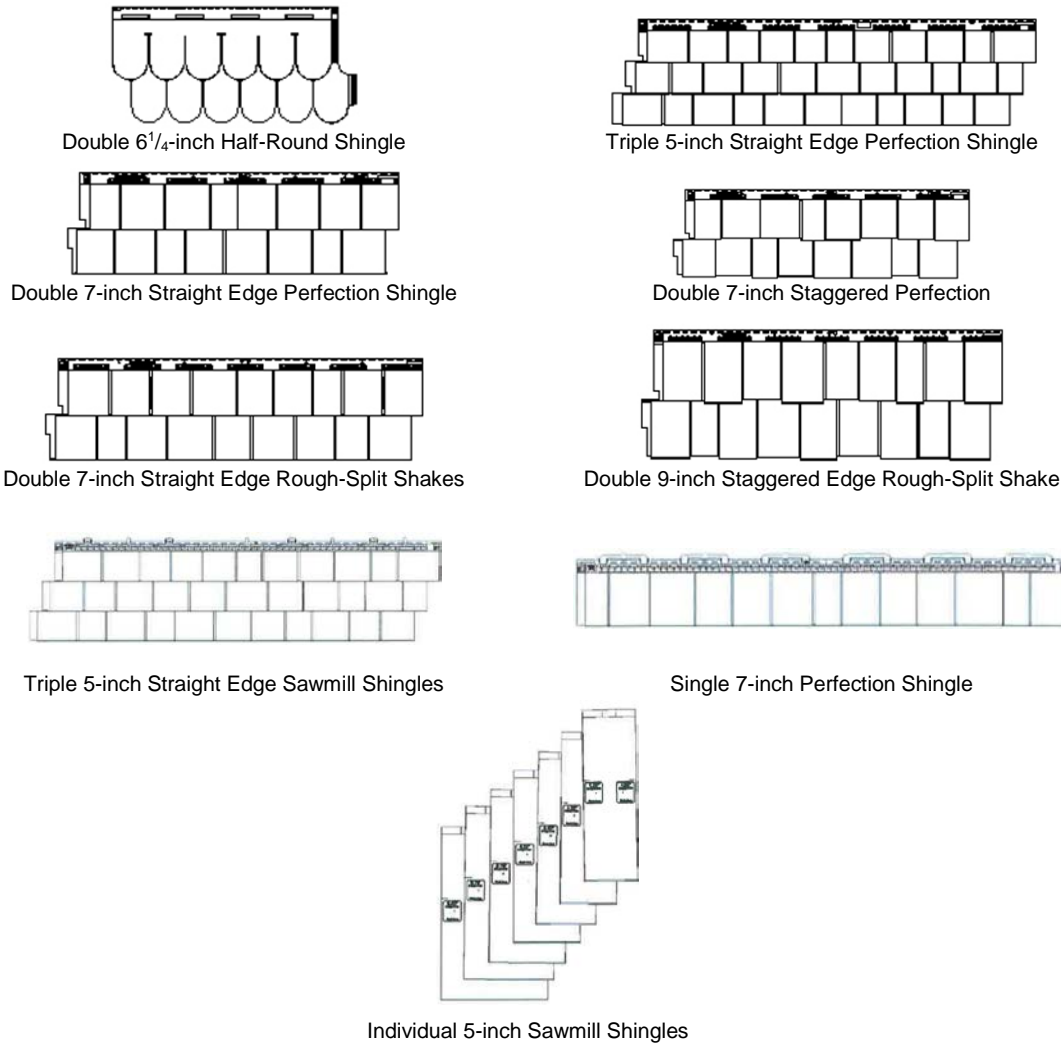 Double 6¹/₄-inch Half-Round Shingle
Triple 5-inch Straight Edge Perfection Shingle
Double 7-inch Straight Edge Perfection Shingle
Double 7-inch Staggered Perfection
Double 7-inch Straight Edge Rough-Split Shakes
Double 9-inch Staggered Edge Rough-Split Shake
Triple 5-inch Straight Edge Sawmill Shingles
Single 7-inch Perfection Shingle
Individual 5-inch Sawmill Shingles